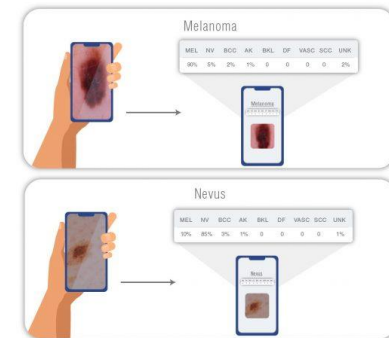 Melanoma
MEL NV BCC AK BKL DF VASC SCC UNK
90% 5% 2% 1% 0 0 0 0 2%
Melanoma
Nevus
MEL NV BCC AK BKL DF VASC SCC UNK
10% 85% 3% 1% 0 0 0 0 1%
Nevus